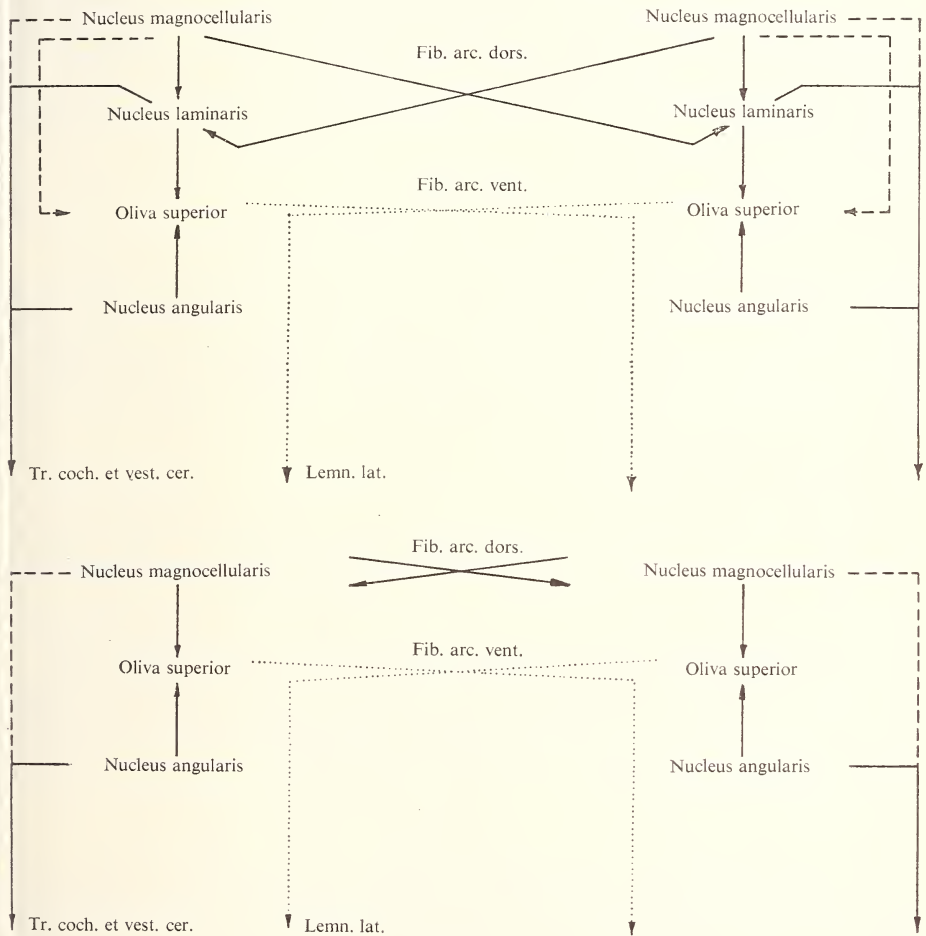 Nucleus magnocellularis Nucleus magnocellularis
Fib. arc. dors.
Nucleus laminaris Nucleus laminaris
Fib. arc. vent.
Oliva superior Oliva superior
Nucleus angularis Nucleus angularis
Tr. coch. et vest. cer. Lemn. lat.
Fib. arc. dors.
Nucleus magnocellularis Nucleus magnocellularis
Fib. arc. vent.
Oliva superior Oliva superior
Nucleus angularis Nucleus angularis
Tr. coch. et vest. cer. Lemn. lat.